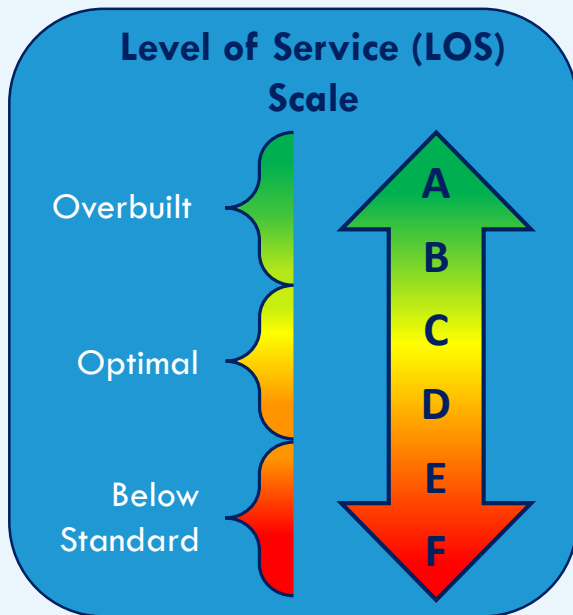 Level of Service (LOS)
Scale
Overbuilt
Optimal
Below
Standard
A
B
C
D
E
F